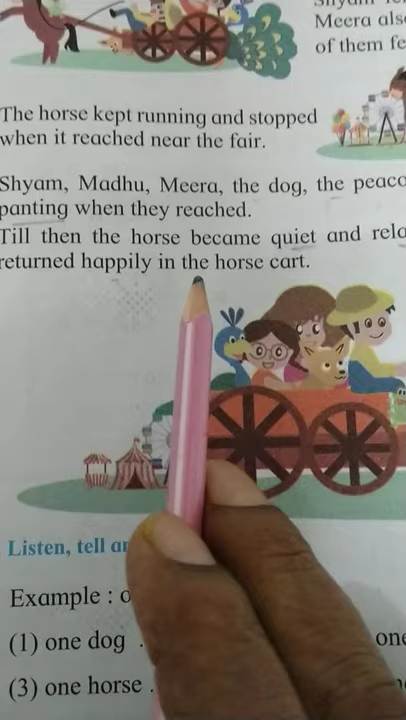 Meera als
of them fe
The horse kept running and stopped
when it reached near the fair.
Shyam, Madhu, Meera, the dog, the peaco
panting when they reached.
Till then the horse became quiet and rela
returned happily in the horse cart.
Listen, tell an
Example : o
(1) one dog . one
(3) one horse .